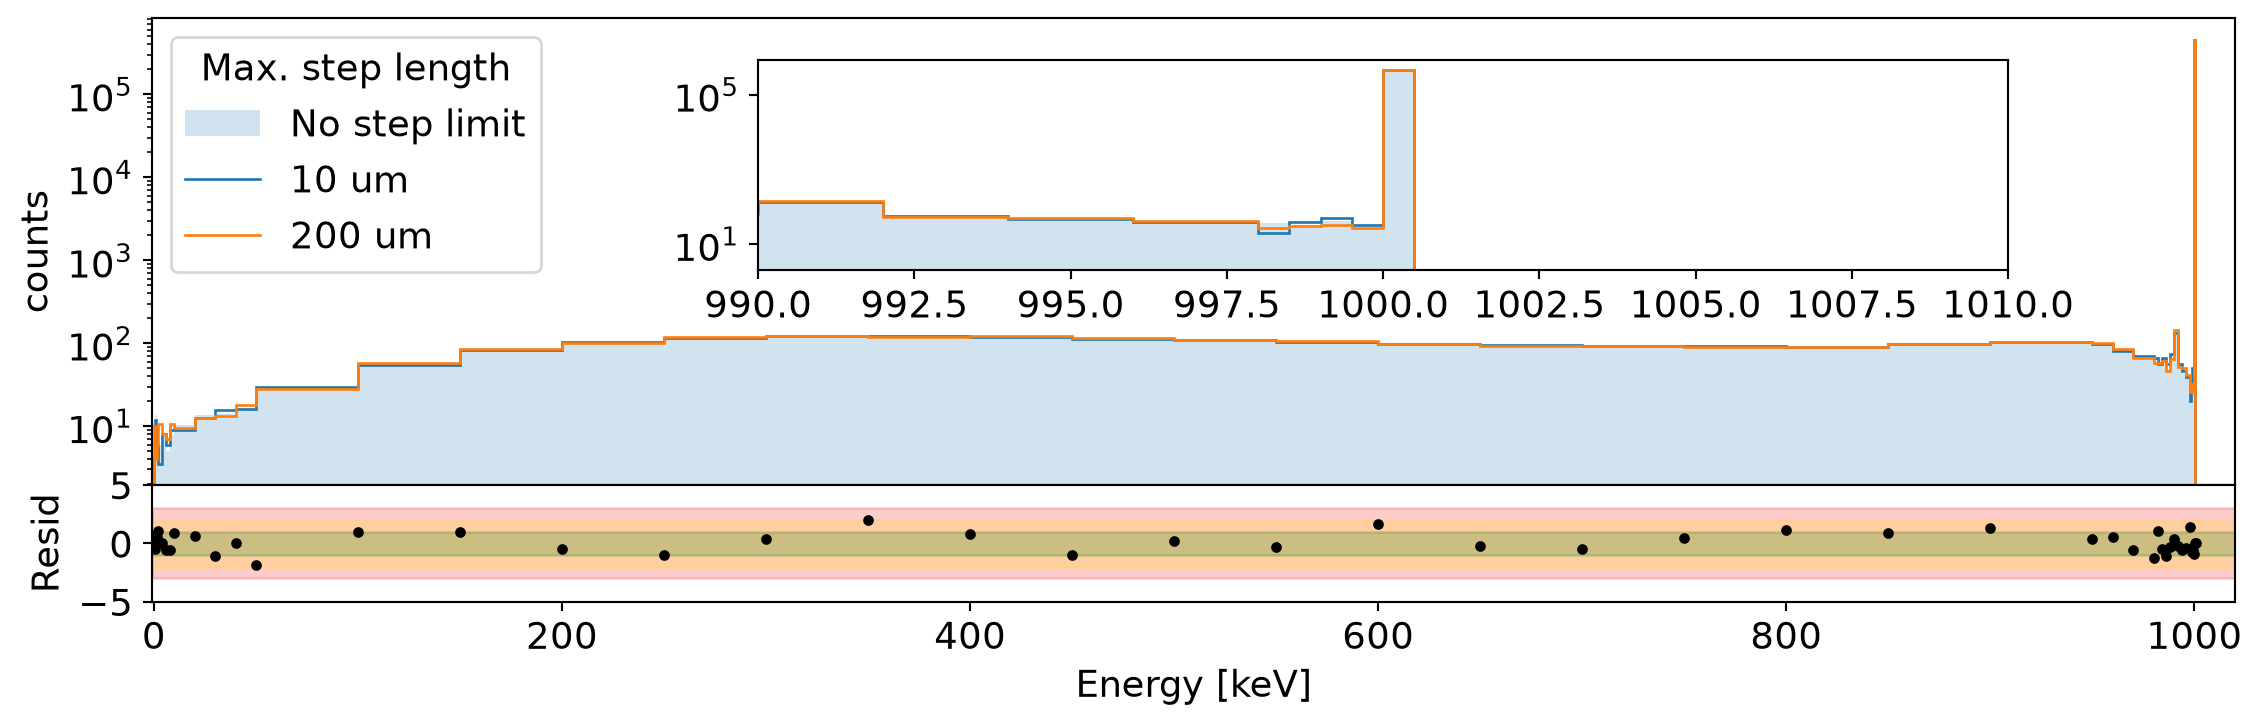 Max. step length
No step limit
10 um
200 um
counts
10^5
10^4
10^3
10^2
10^1
10^5
10^1
990.0 992.5 995.0 997.5 1000.0 1002.5 1005.0 1007.5 1010.0
Resid
5
0
−5
0 200 400 600 800 1000
Energy [keV]